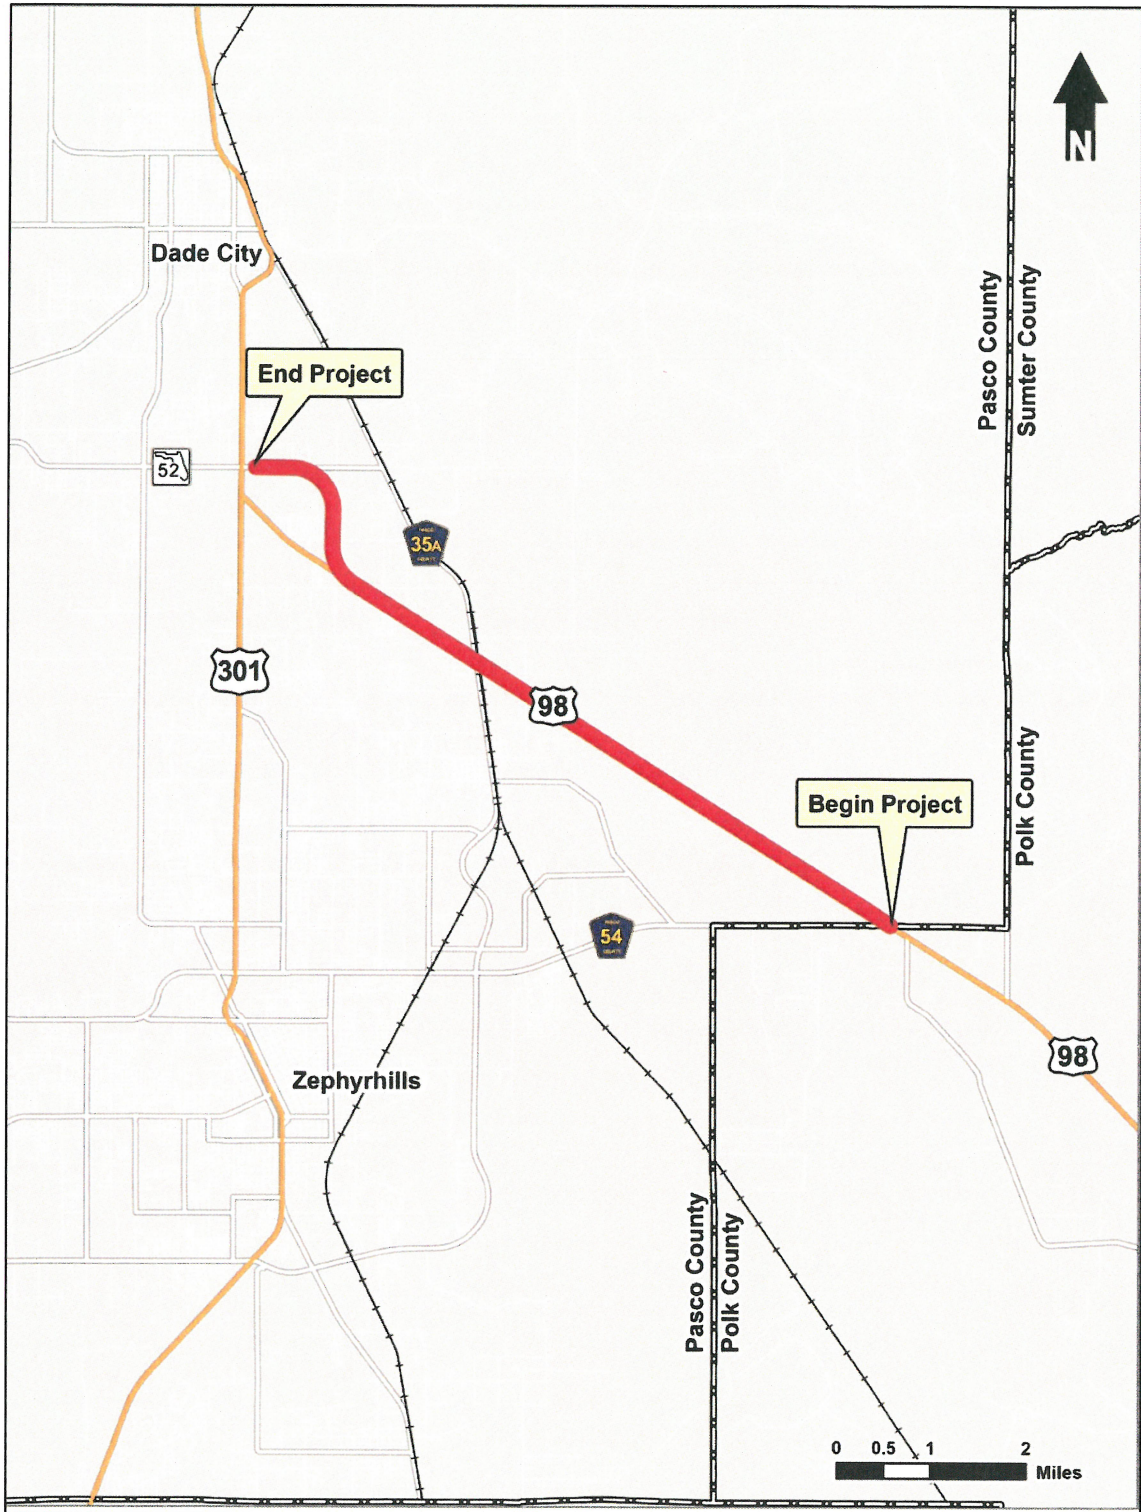 N
Dade City
Pasco County
Sumter County
End Project
52
35A
301
98
Polk County
Begin Project
54
98
Zephyrhills
Pasco County
Polk County
0 0.5 1 2
Miles